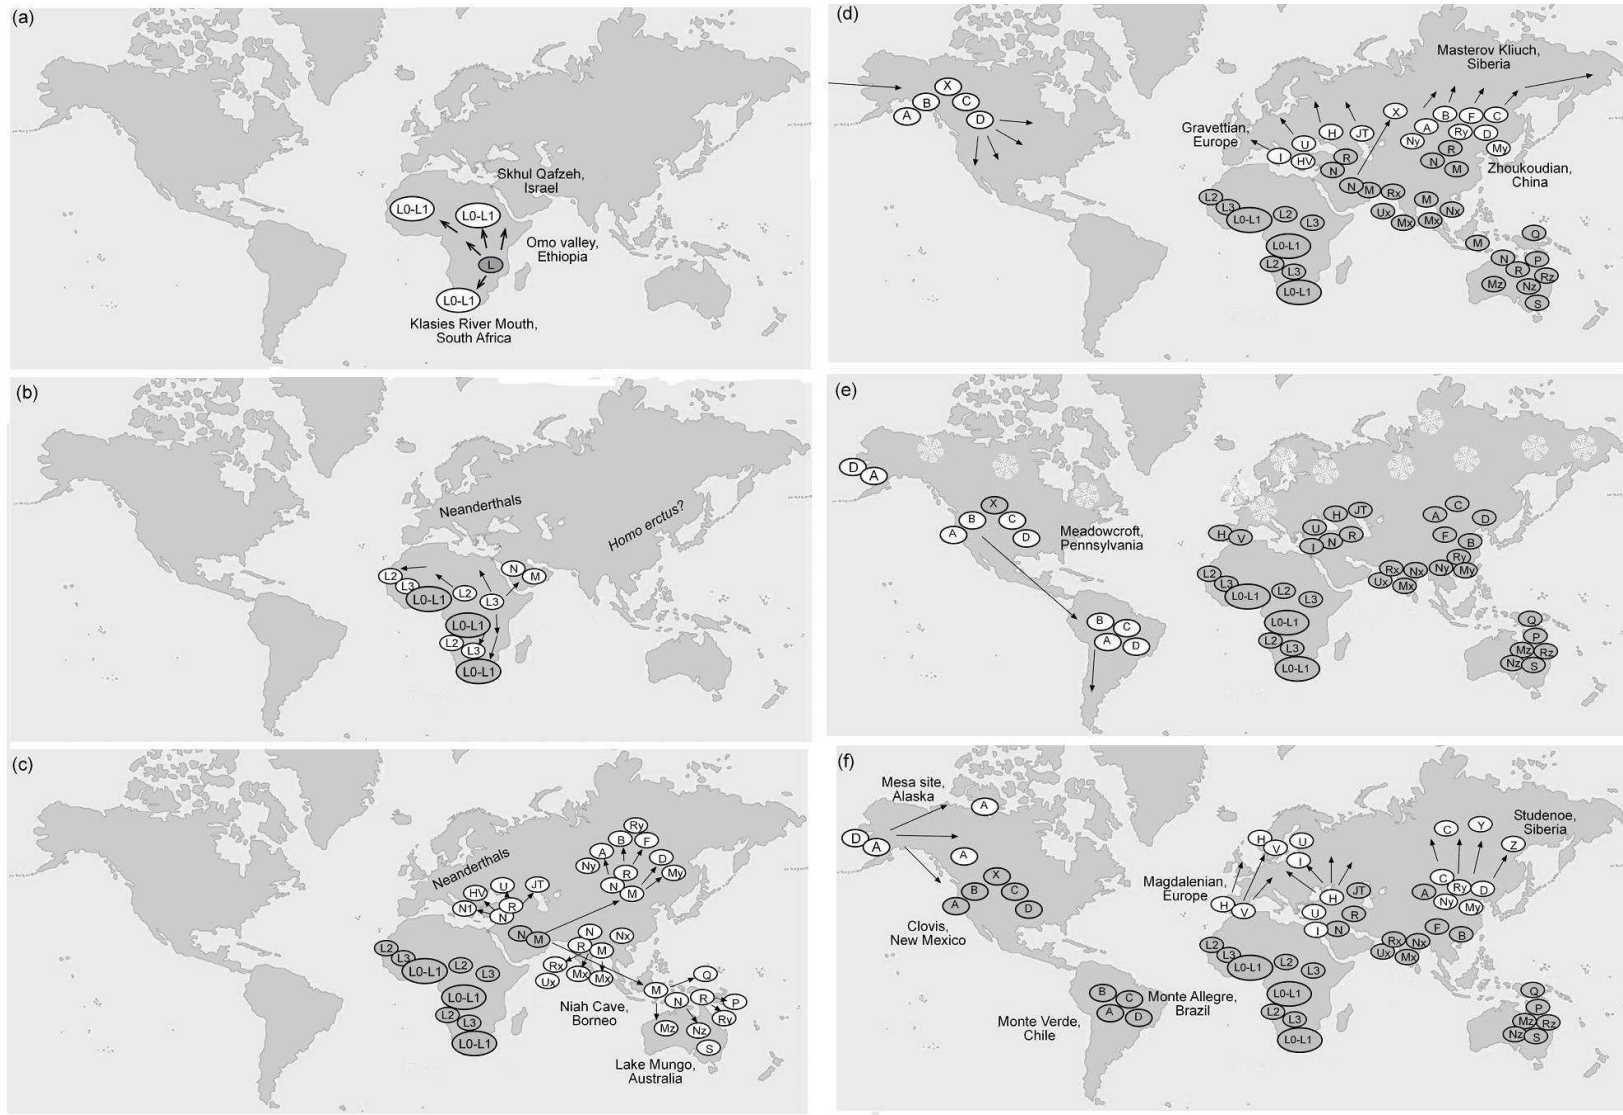 (a)
Skhul Qafzeh,
Israel
L0-L1
L0-L1
Omo valley,
Ethiopia
L
L0-L1
Klasies River Mouth,
South Africa
(b)
Neanderthals
Homo erctus?
N
M
L2
L3
L0-L1
L2
L3
L0-L1
L2
L3
L0-L1
(c)
Neanderthals
Ry
B
F
A
Ny
R
D
N
M
My
HV
U
JT
N1
N
R
N
M
N
R
M
Nx
Rx
Ux
Mx
Mx
L2
L3
L0-L1
L2
L3
L0-L1
L2
L3
L0-L1
M
Q
N
R
P
Ry
Mz
Nz
S
Niah Cave,
Borneo
Lake Mungo,
Australia
(d)
Masterov Kliuch,
Siberia
X
B
C
A
D
Gravettian,
Europe
X
A
B
F
C
H
JT
U
I
HV
Ny
Ry
D
My
R
N
R
N
M
Zhoukoudian,
China
N
M
Rx
Ux
Mx
M
Mx
Nx
L2
L3
L0-L1
L2
L3
L0-L1
L2
L3
L0-L1
M
Q
N
P
R
Rz
Mz
Nz
S
(e)
D
A
X
B
C
A
D
Meadowcroft,
Pennsylvania
H
V
U
H
JT
I
N
R
A
C
D
F
B
Ry
Rx
Nx
Ny
My
Ux
Mx
L2
L3
L0-L1
L2
L3
L0-L1
L2
L3
L0-L1
B
C
A
D
Q
P
Mz
Rz
Nz
S
(f)
Mesa site,
Alaska
A
D
A
A
X
B
C
A
D
Clovis,
New Mexico
Studenoe,
Siberia
C
Y
Z
H
V
U
I
Magdalenian,
Europe
H
V
H
JT
U
R
I
N
C
A
Ry
D
Ny
My
F
B
Rx
Nx
Ux
Mx
L2
L3
L0-L1
L2
L3
L0-L1
L2
L3
L0-L1
B
C
A
D
Monte Allegre,
Brazil
Monte Verde,
Chile
Q
P
Mz
Rz
Nz
S